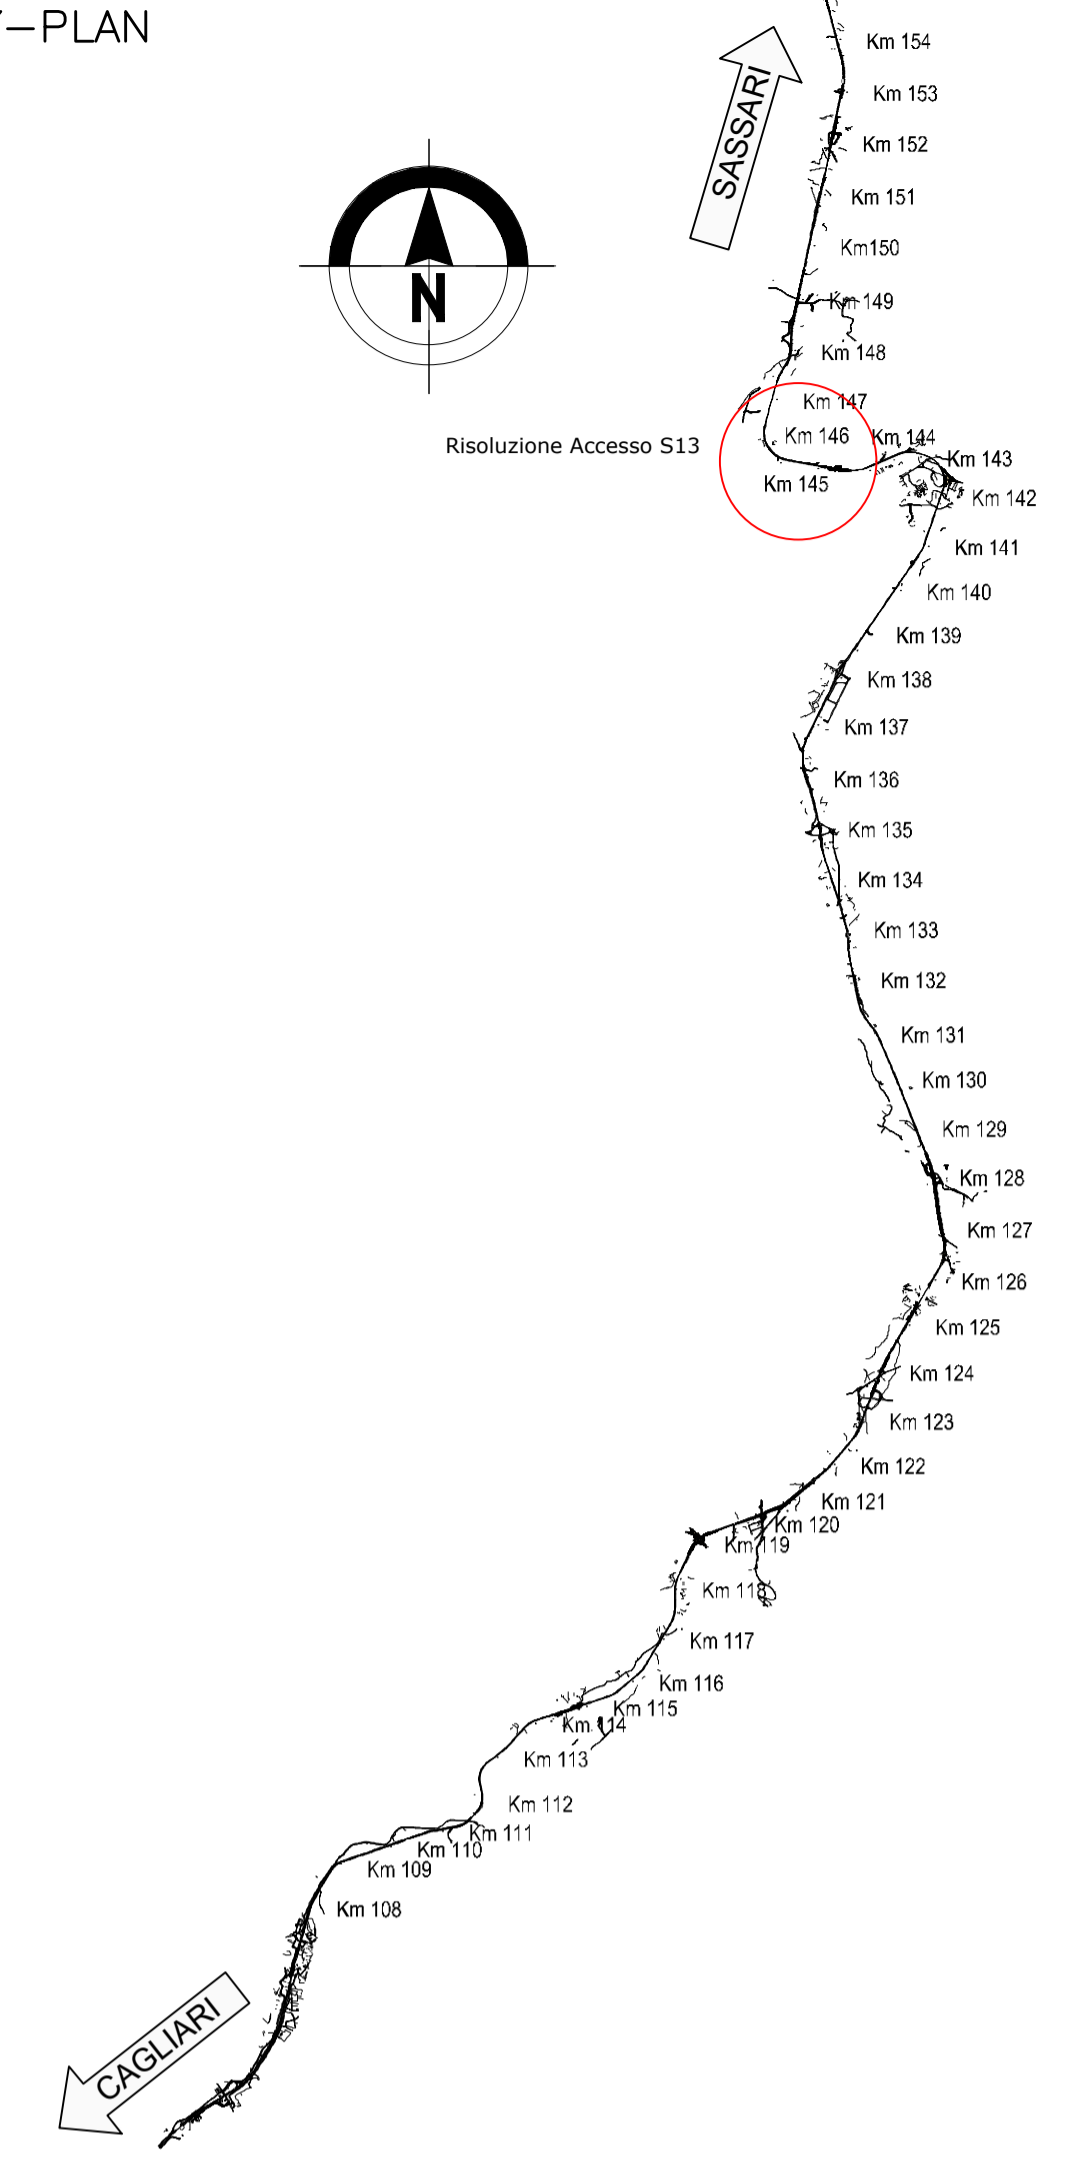 Y-PLAN
SASSARI
N
Km 154
Km 153
Km 152
Km 151
Km150
Km 149
Km 148
Km 147
Km 146
Km 144
Risoluzione Accesso S13
Km 143
Km 145
Km 142
Km 141
Km 140
Km 139
Km 138
Km 137
Km 136
Km 135
Km 134
Km 133
Km 132
Km 131
Km 130
Km 129
Km 128
Km 127
Km 126
Km 125
Km 124
Km 123
Km 122
Km 121
Km 120
Km 119
Km 118
Km 117
Km 116
Km 115
Km 114
Km 113
Km 112
Km 111
Km 110
Km 109
Km 108
CAGLIARI